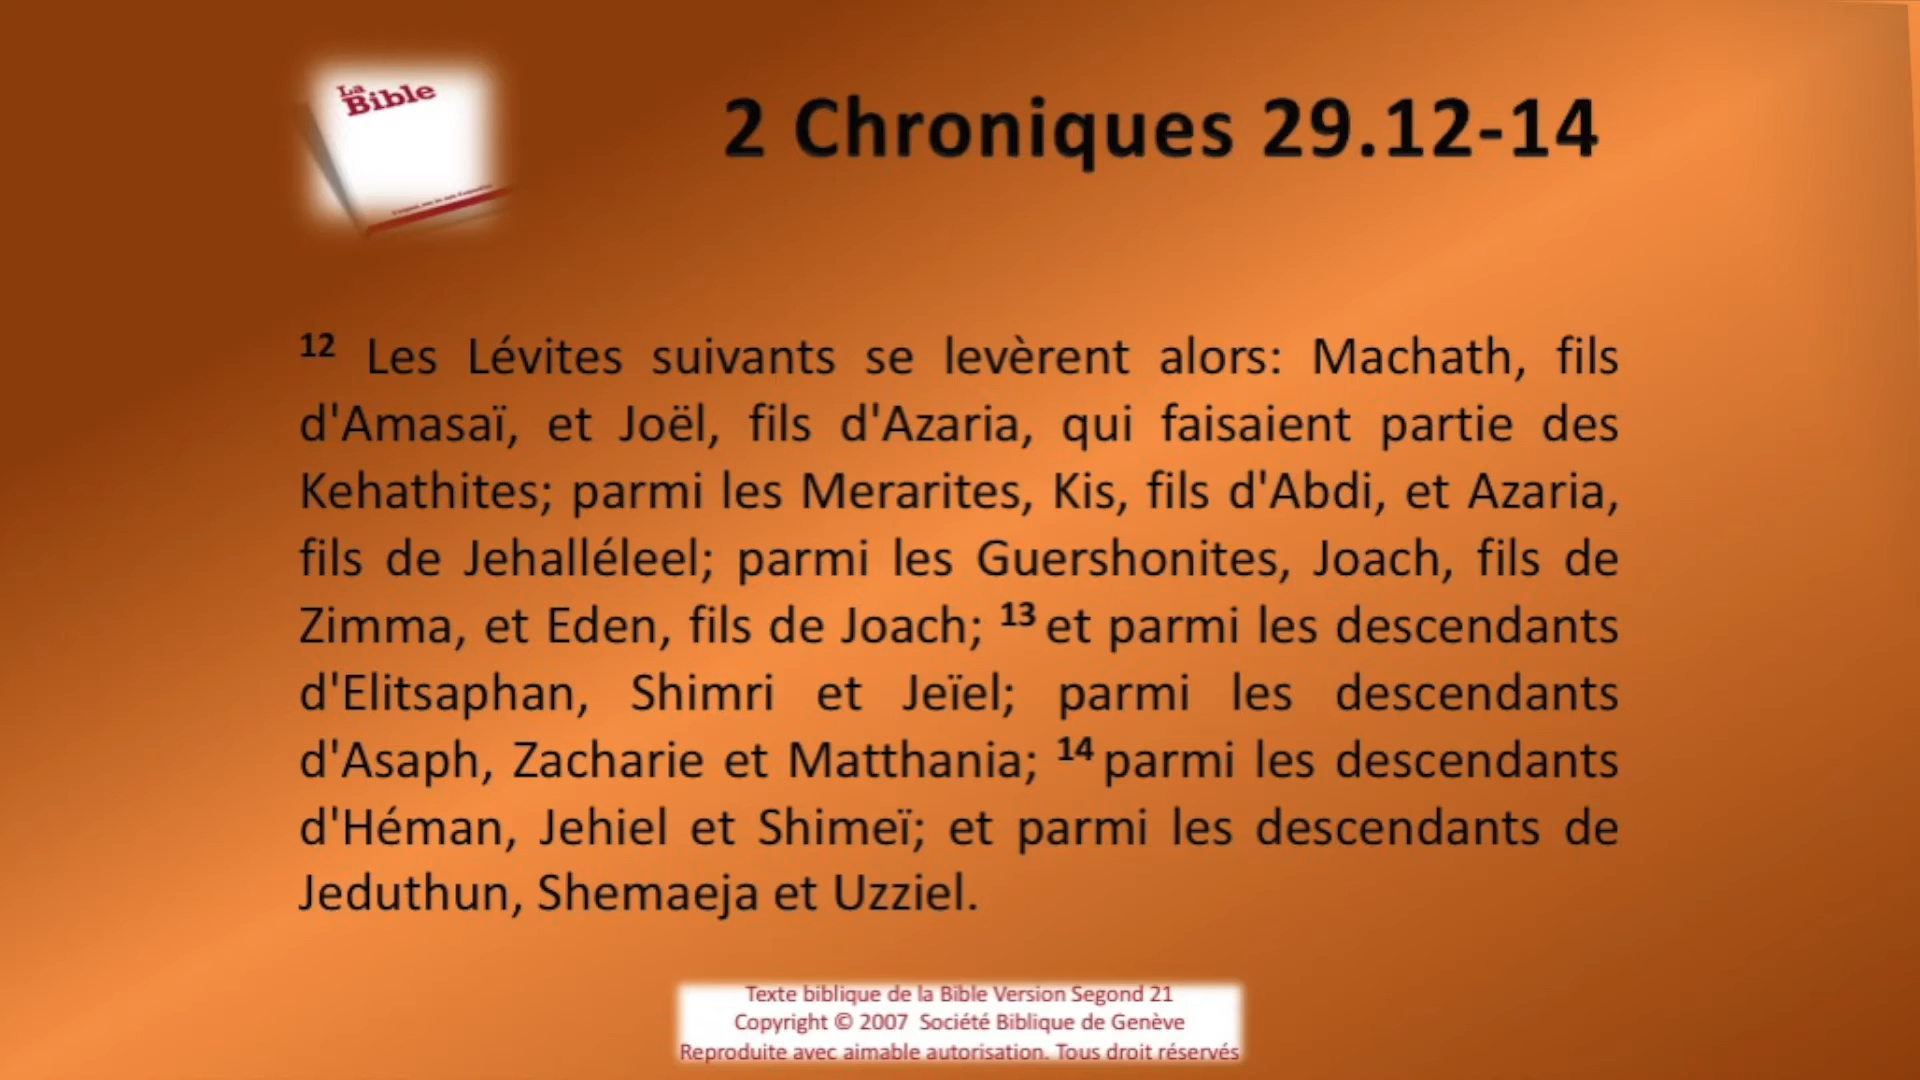 La
Bible
2 Chroniques 29.12-14
12 Les Lévites suivants se levèrent alors: Machath, fils
d'Amasaï, et Joël, fils d'Azaria, qui faisaient partie des
Kehathites; parmi les Merarites, Kis, fils d'Abdi, et Azaria,
fils de Jehalléleel; parmi les Guershonites, Joach, fils de
Zimma, et Eden, fils de Joach; 13 et parmi les descendants
d'Elitsaphan, Shimri et Jeïel; parmi les descendants
d'Asaph, Zacharie et Matthania; 14 parmi les descendants
d'Héman, Jehiel et Shimeï; et parmi les descendants de
Jeduthun, Shemaeja et Uzziel.
Texte biblique de la Bible Version Segond 21
Copyright © 2007 Société Biblique de Genève
Reproduite avec aimable autorisation. Tous droit réservés